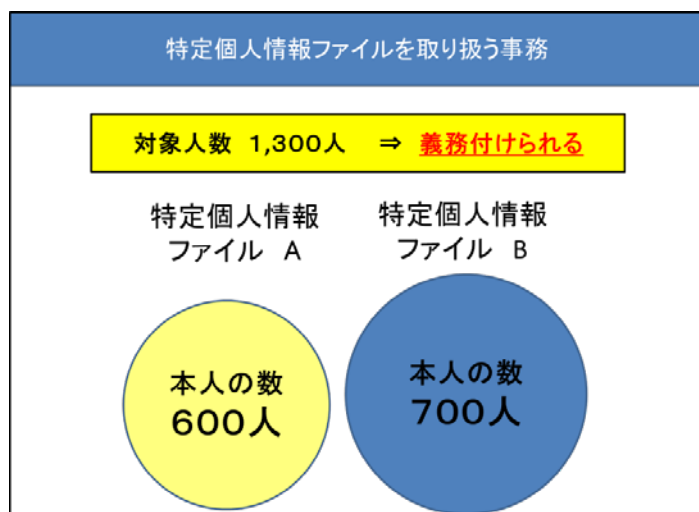 特定個人情報ファイルを取り扱う事務
対象人数 1,300人 ⇒ 義務付けられる
特定個人情報
ファイル A
特定個人情報
ファイル B
本人の数
600人
本人の数
700人